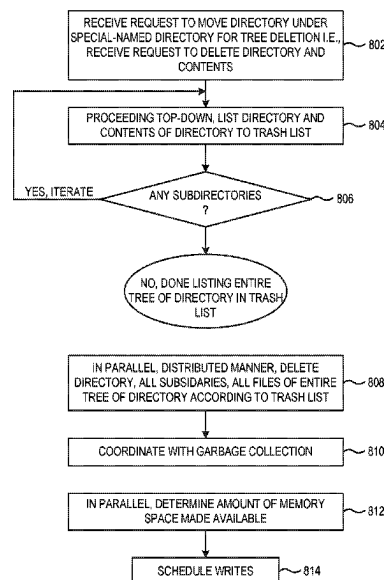 RECEIVE REQUEST TO MOVE DIRECTORY UNDER
SPECIAL-NAMED DIRECTORY FOR TREE DELETION I.E.,
RECEIVE REQUEST TO DELETE DIRECTORY AND
CONTENTS
802
PROCEEDING TOP-DOWN, LIST DIRECTORY AND
CONTENTS OF DIRECTORY TO TRASH LIST
804
YES, ITERATE
ANY SUBDIRECTORIES
?
806
NO, DONE LISTING ENTIRE
TREE OF DIRECTORY IN TRASH
LIST
IN PARALLEL, DISTRIBUTED MANNER, DELETE
DIRECTORY, ALL SUBSIDARIES, ALL FILES OF ENTIRE
TREE OF DIRECTORY ACCORDING TO TRASH LIST
808
COORDINATE WITH GARBAGE COLLECTION
810
IN PARALLEL, DETERMINE AMOUNT OF MEMORY
SPACE MADE AVAILABLE
812
SCHEDULE WRITES
814